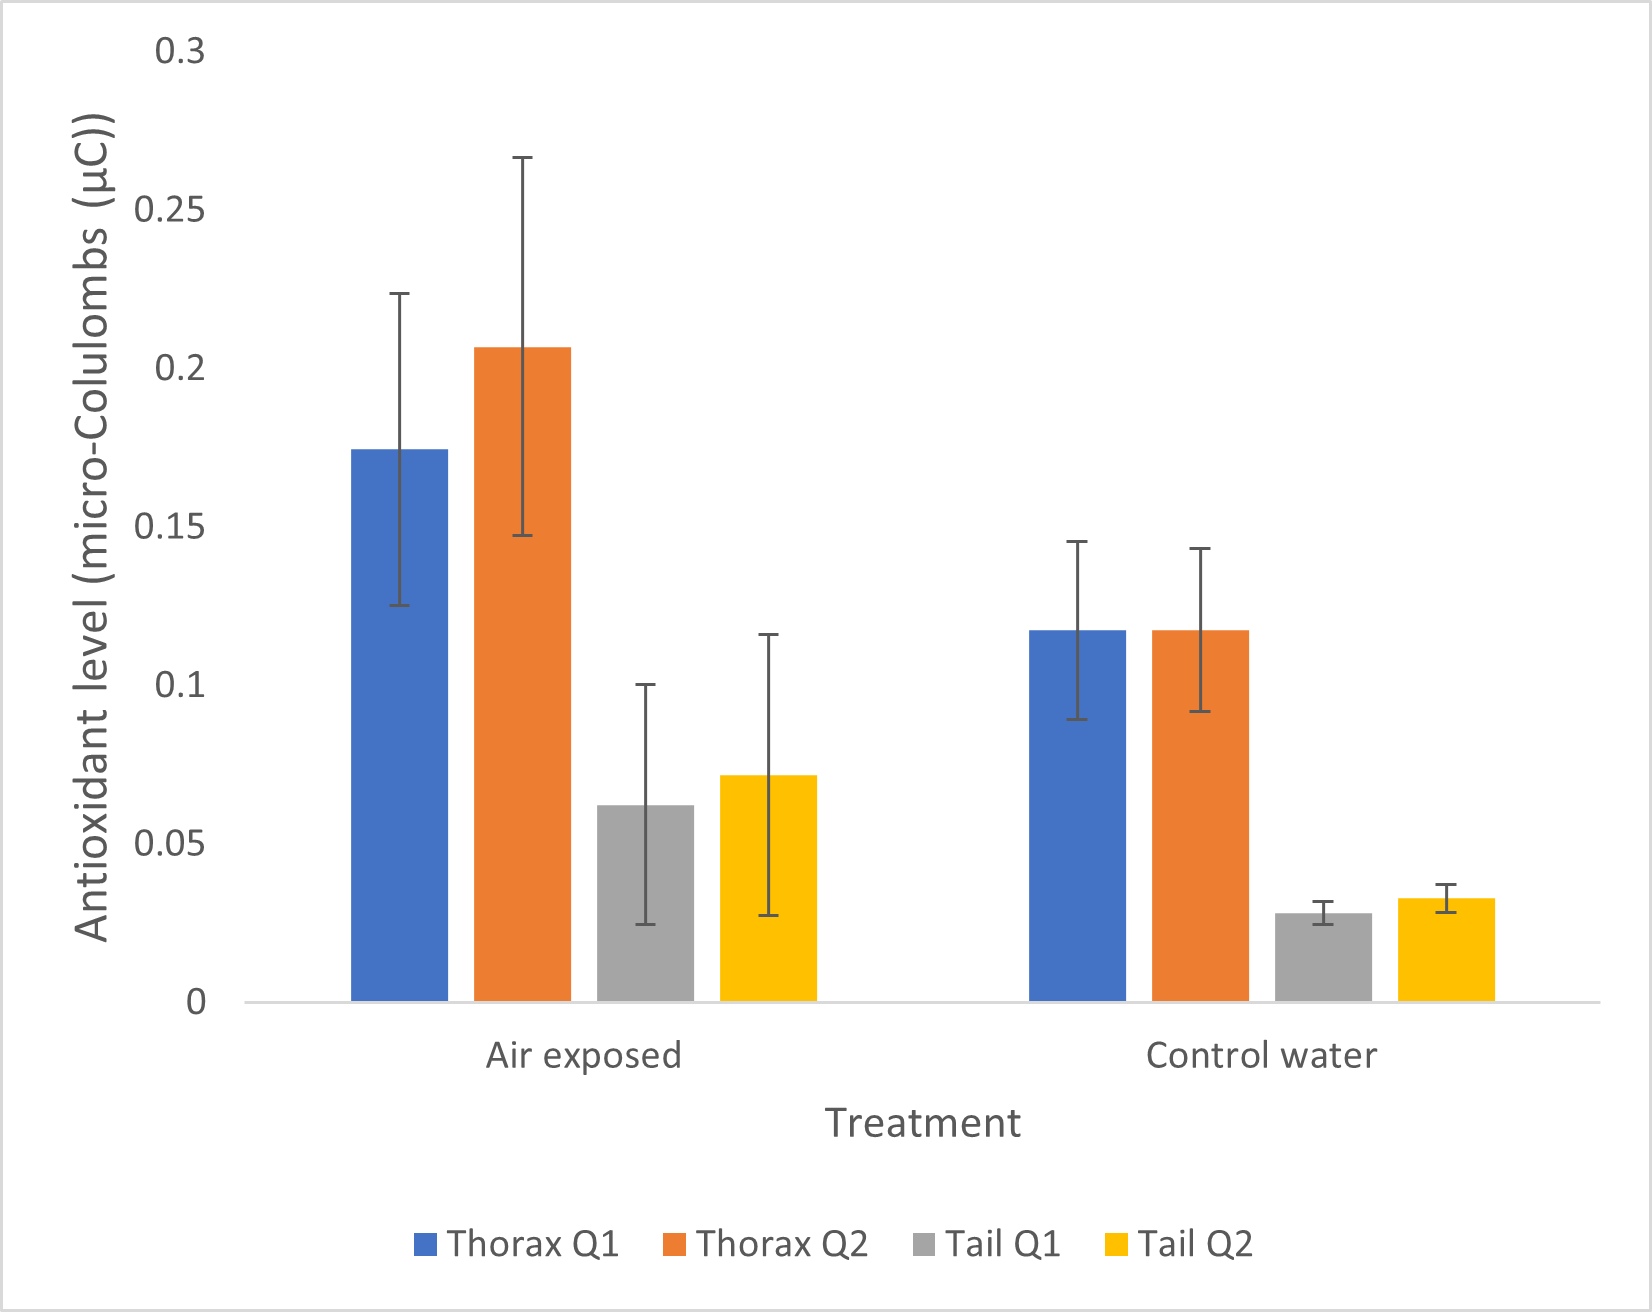 0.3
0.25
0.2
0.15
0.1
0.05
0
Antioxidant level (micro-Colulombs (µC))
Air exposed
Control water
Treatment
Thorax Q1
Thorax Q2
Tail Q1
Tail Q2